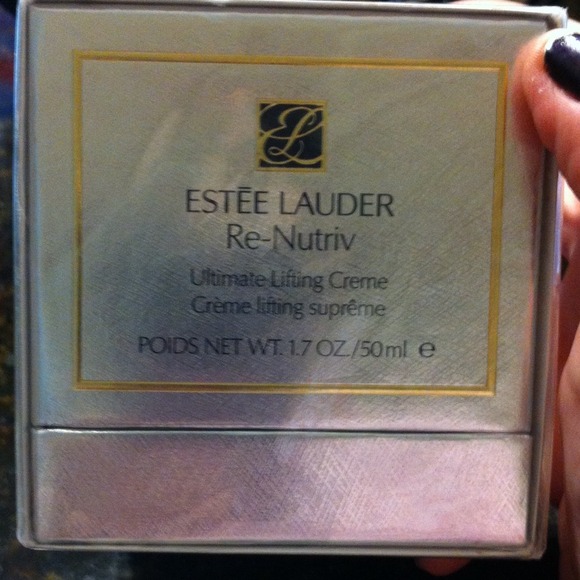 EL
ESTĒE LAUDER
Re-Nutriv
Ultimate Lifting Creme
Crème lifting suprême
POIDS NET WT. 1.7 OZ./50 ml ℮